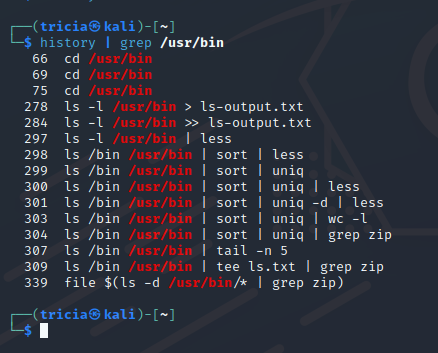 ┌──(tricia㉿kali)-[~]
└─$ history | grep /usr/bin
66 cd /usr/bin
69 cd /usr/bin
75 cd /usr/bin
278 ls -l /usr/bin > ls-output.txt
284 ls -l /usr/bin >> ls-output.txt
297 ls -l /usr/bin | less
298 ls /bin /usr/bin | sort | less
299 ls /bin /usr/bin | sort | uniq
300 ls /bin /usr/bin | sort | uniq | less
301 ls /bin /usr/bin | sort | uniq -d | less
303 ls /bin /usr/bin | sort | uniq | wc -l
304 ls /bin /usr/bin | sort | uniq | grep zip
307 ls /bin /usr/bin | tail -n 5
309 ls /bin /usr/bin | tee ls.txt | grep zip
339 file $(ls -d /usr/bin/* | grep zip)
┌──(tricia㉿kali)-[~]
└─$